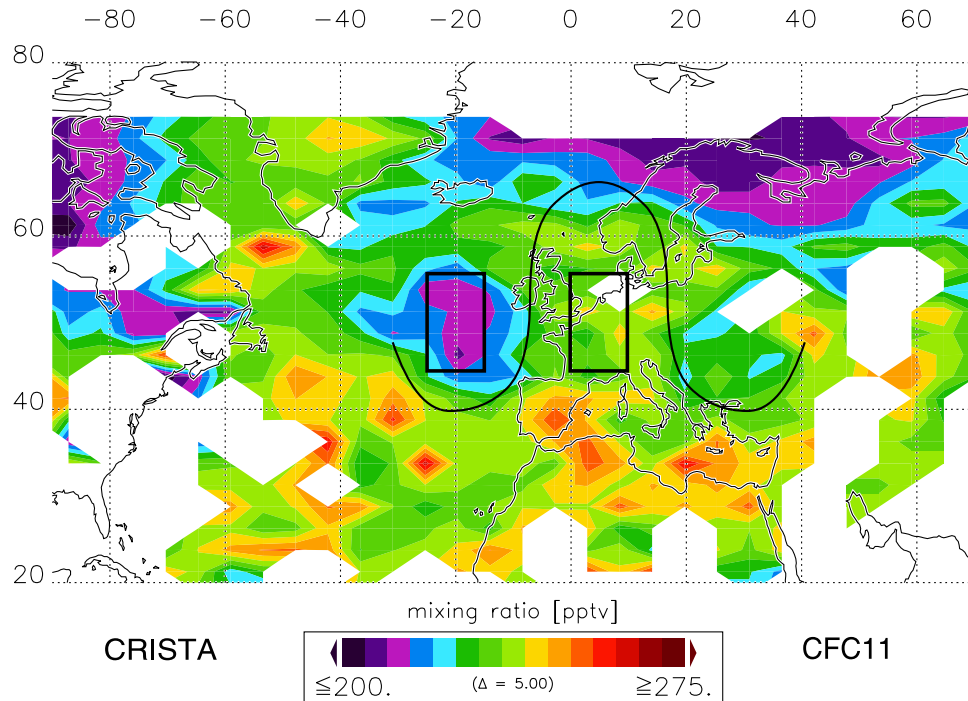 −80 −60 −40 −20 0 20 40 60
80
60
40
20
mixing ratio [pptv]
CRISTA
CFC11
≦200. (Δ = 5.00) ≧275.